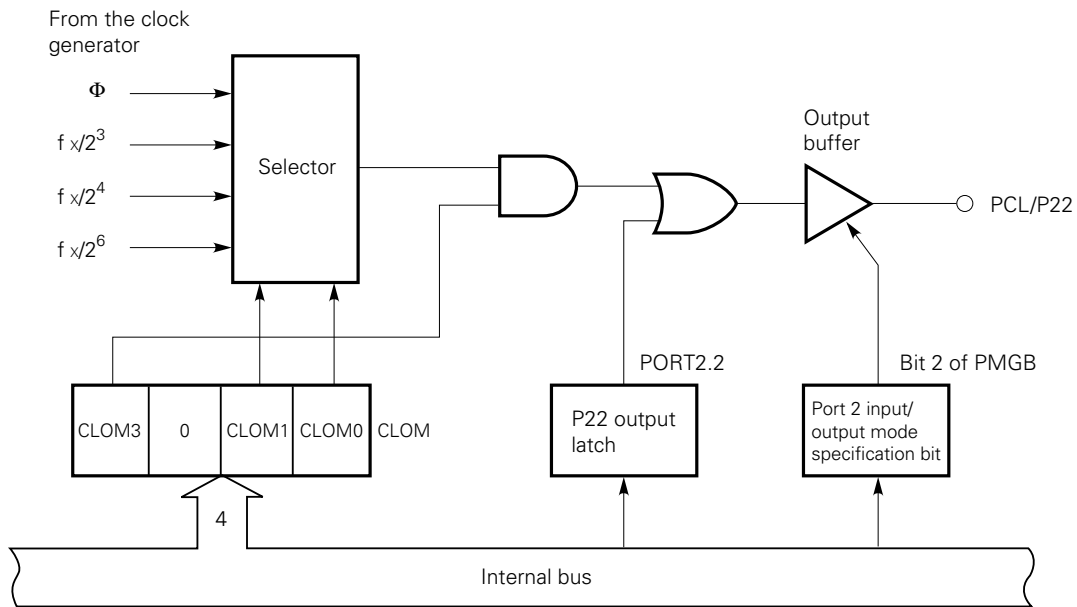 From the clock
generator
Φ
f x/2³
f x/2⁴
f x/2⁶
Selector
Output
buffer
PCL/P22
PORT2.2
Bit 2 of PMGB
CLOM3 0 CLOM1 CLOM0 CLOM
P22 output
latch
Port 2 input/
output mode
specification bit
4
Internal bus